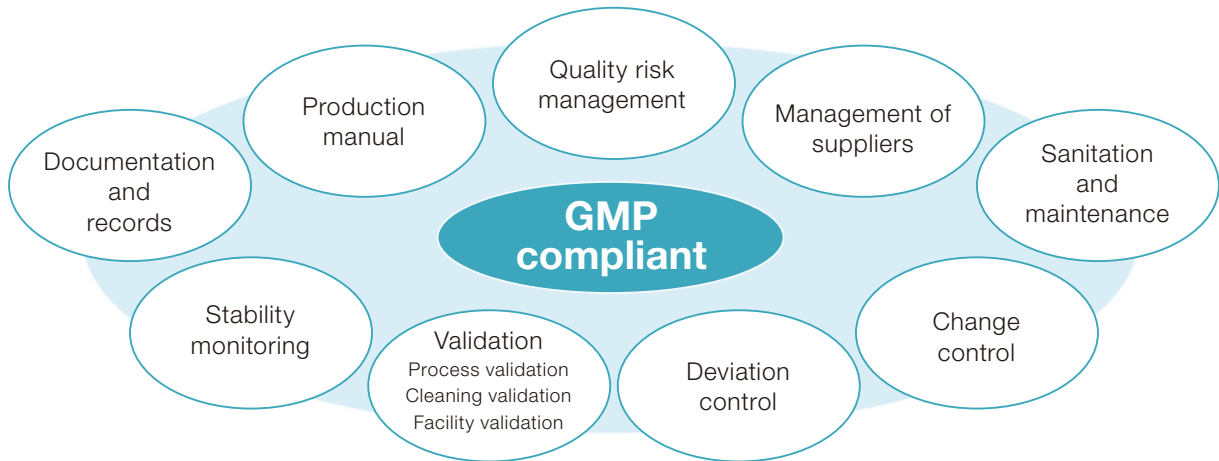 Quality risk
management
Production
manual
Management of
suppliers
Documentation
and
records
Sanitation
and
maintenance
GMP
compliant
Stability
monitoring
Validation
Process validation
Cleaning validation
Facility validation
Deviation
control
Change
control